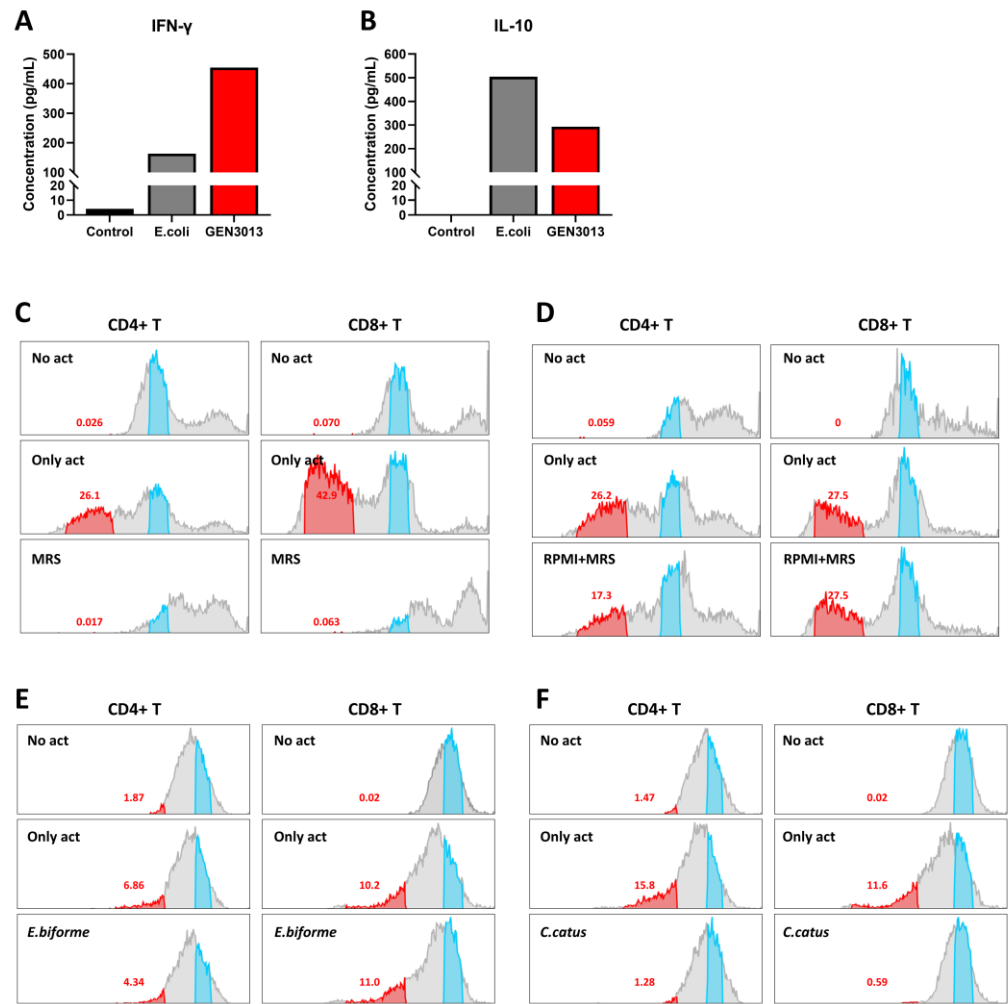 A
IFN-γ
Concentration (pg/mL)
500
400
300
200
100
20
10
0
Control
E.coli
GEN3013
B
IL-10
Concentration (pg/mL)
600
500
400
300
200
100
20
10
0
Control
E.coli
GEN3013
C
CD4+ T
CD8+ T
No act
0.026
No act
0.070
Only act
26.1
Only act
42.9
MRS
0.017
MRS
0.063
D
CD4+ T
CD8+ T
No act
0.059
No act
0
Only act
26.2
Only act
27.5
RPMI+MRS
17.3
RPMI+MRS
27.5
E
CD4+ T
CD8+ T
No act
1.87
No act
0.02
Only act
6.86
Only act
10.2
E.biforme
4.34
E.biforme
11.0
F
CD4+ T
CD8+ T
No act
1.47
No act
0.02
Only act
15.8
Only act
11.6
C.catus
1.28
C.catus
0.59